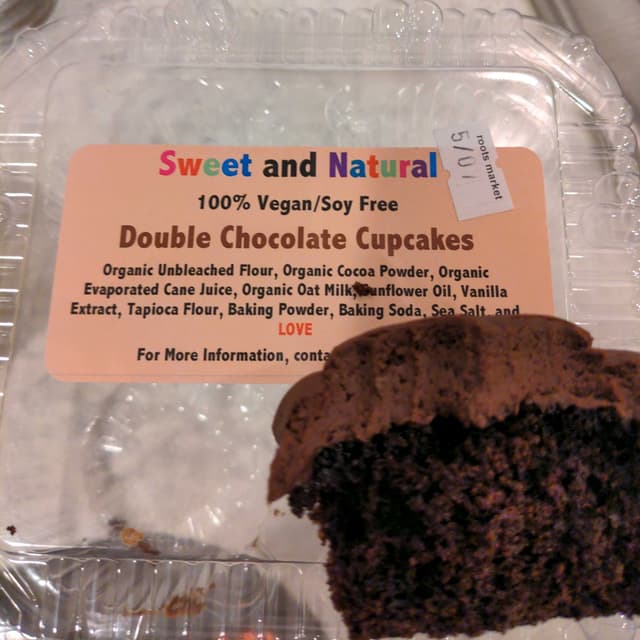 Sweet and Natural
100% Vegan/Soy Free
Double Chocolate Cupcakes
Organic Unbleached Flour, Organic Cocoa Powder, Organic
Evaporated Cane Juice, Organic Oat Milk, Sunflower Oil, Vanilla
Extract, Tapioca Flour, Baking Powder, Baking Soda, Sea Salt, and
LOVE
For More Information,
roots market